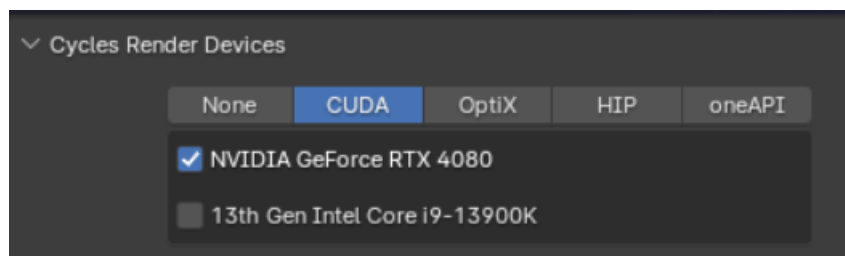 Cycles Render Devices
None CUDA OptiX HIP oneAPI
NVIDIA GeForce RTX 4080
13th Gen Intel Core i9-13900K